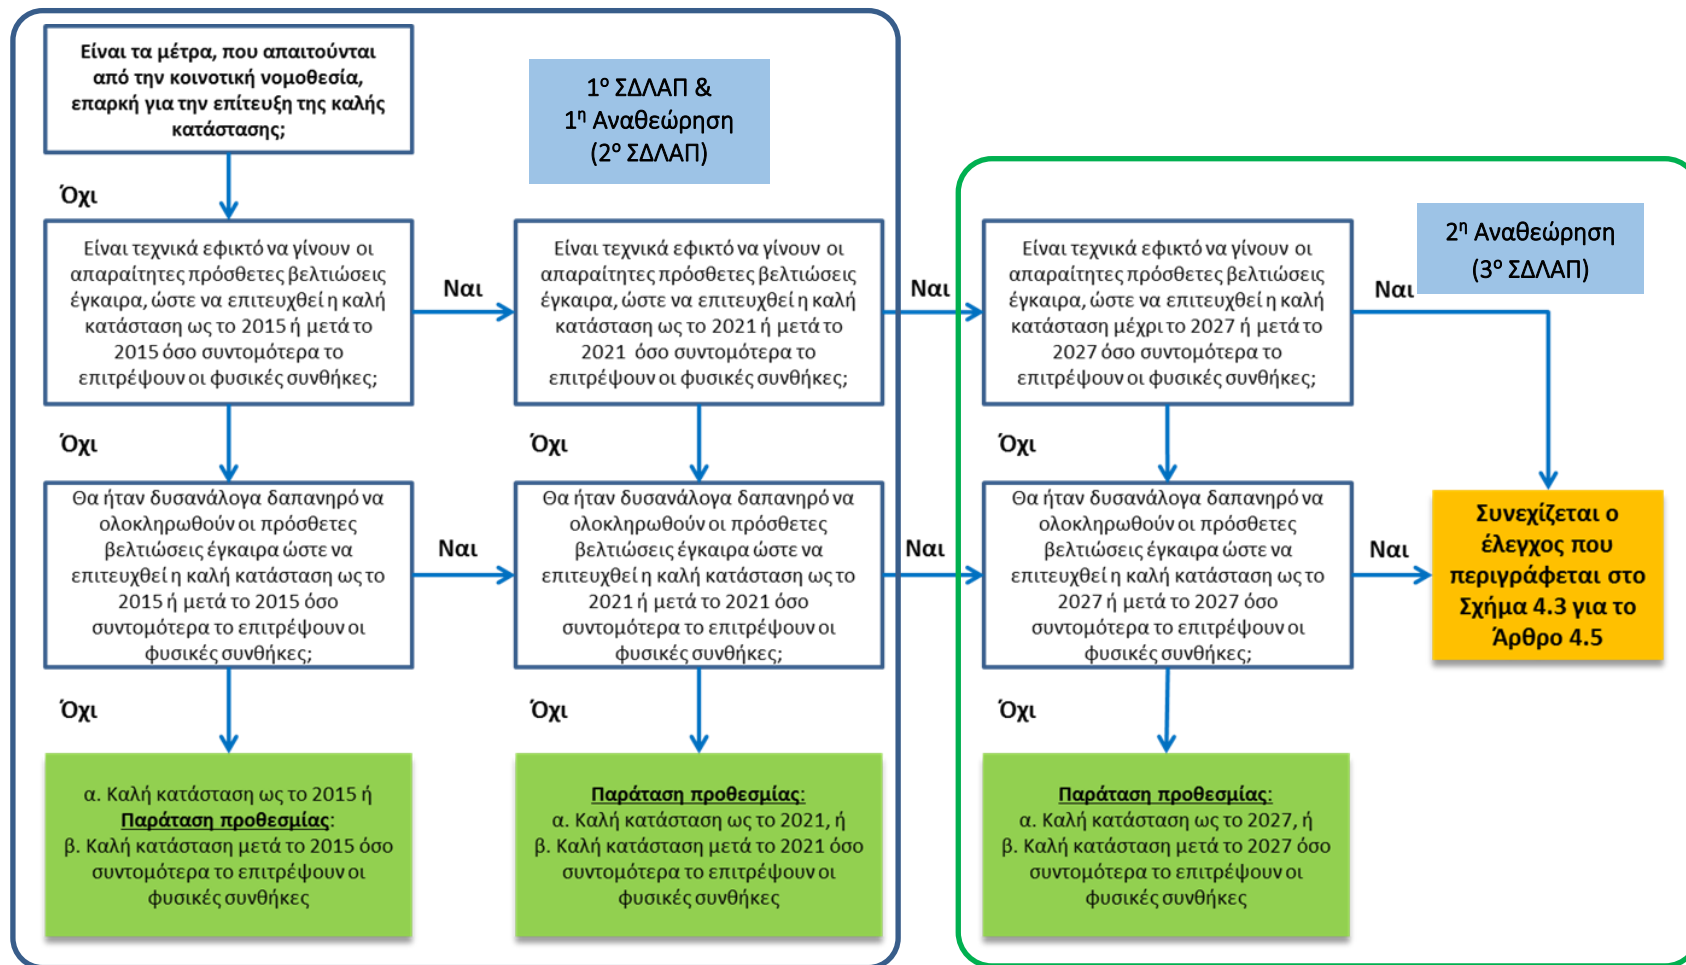 Είναι τα μέτρα, που απαιτούνται
από την κοινοτική νομοθεσία,
επαρκή για την επίτευξη της καλής
κατάστασης;
1ο ΣΔΛΑΠ &
1η Αναθεώρηση
(2ο ΣΔΛΑΠ)
2η Αναθεώρηση
(3ο ΣΔΛΑΠ)
Όχι
Είναι τεχνικά εφικτό να γίνουν οι
απαραίτητες πρόσθετες βελτιώσεις
έγκαιρα, ώστε να επιτευχθεί η καλή
κατάσταση ως το 2015 ή μετά το
2015 όσο συντομότερα το
επιτρέψουν οι φυσικές συνθήκες;
Ναι
Είναι τεχνικά εφικτό να γίνουν οι
απαραίτητες πρόσθετες βελτιώσεις
έγκαιρα, ώστε να επιτευχθεί η καλή
κατάσταση ως το 2021 ή μετά το
2021 όσο συντομότερα το
επιτρέψουν οι φυσικές συνθήκες;
Ναι
Είναι τεχνικά εφικτό να γίνουν οι
απαραίτητες πρόσθετες βελτιώσεις
έγκαιρα, ώστε να επιτευχθεί η καλή
κατάσταση μέχρι το 2027 ή μετά το
2027 όσο συντομότερα το
επιτρέψουν οι φυσικές συνθήκες;
Ναι
Όχι
Όχι
Όχι
Θα ήταν δυσανάλογα δαπανηρό να
ολοκληρωθούν οι πρόσθετες
βελτιώσεις έγκαιρα ώστε να
επιτευχθεί η καλή κατάσταση ως το
2015 ή μετά το 2015 όσο
συντομότερα το επιτρέψουν οι
φυσικές συνθήκες;
Ναι
Θα ήταν δυσανάλογα δαπανηρό να
ολοκληρωθούν οι πρόσθετες
βελτιώσεις έγκαιρα ώστε να
επιτευχθεί η καλή κατάσταση ως το
2021 ή μετά το 2021 όσο
συντομότερα το επιτρέψουν οι
φυσικές συνθήκες;
Ναι
Θα ήταν δυσανάλογα δαπανηρό να
ολοκληρωθούν οι πρόσθετες
βελτιώσεις έγκαιρα ώστε να
επιτευχθεί η καλή κατάσταση ως το
2027 ή μετά το 2027 όσο
συντομότερα το επιτρέψουν οι
φυσικές συνθήκες;
Ναι
Συνεχίζεται ο
έλεγχος που
περιγράφεται στο
Σχήμα 4.3 για το
Άρθρο 4.5
Όχι
Όχι
Όχι
α. Καλή κατάσταση ως το 2015 ή
Παράταση προθεσμίας:
β. Καλή κατάσταση μετά το 2015 όσο
συντομότερα το επιτρέψουν οι
φυσικές συνθήκες
Παράταση προθεσμίας:
α. Καλή κατάσταση ως το 2021, ή
β. Καλή κατάσταση μετά το 2021 όσο
συντομότερα το επιτρέψουν οι
φυσικές συνθήκες
Παράταση προθεσμίας:
α. Καλή κατάσταση ως το 2027, ή
β. Καλή κατάσταση μετά το 2027 όσο
συντομότερα το επιτρέψουν οι
φυσικές συνθήκες